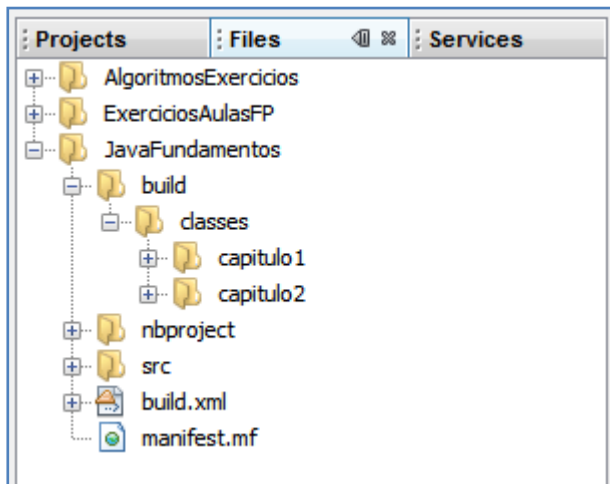 Projects Files Services
AlgoritmosExercicios
ExerciciosAulasFP
JavaFundamentos
build
classes
capitulo1
capitulo2
nbproject
src
build.xml
manifest.mf